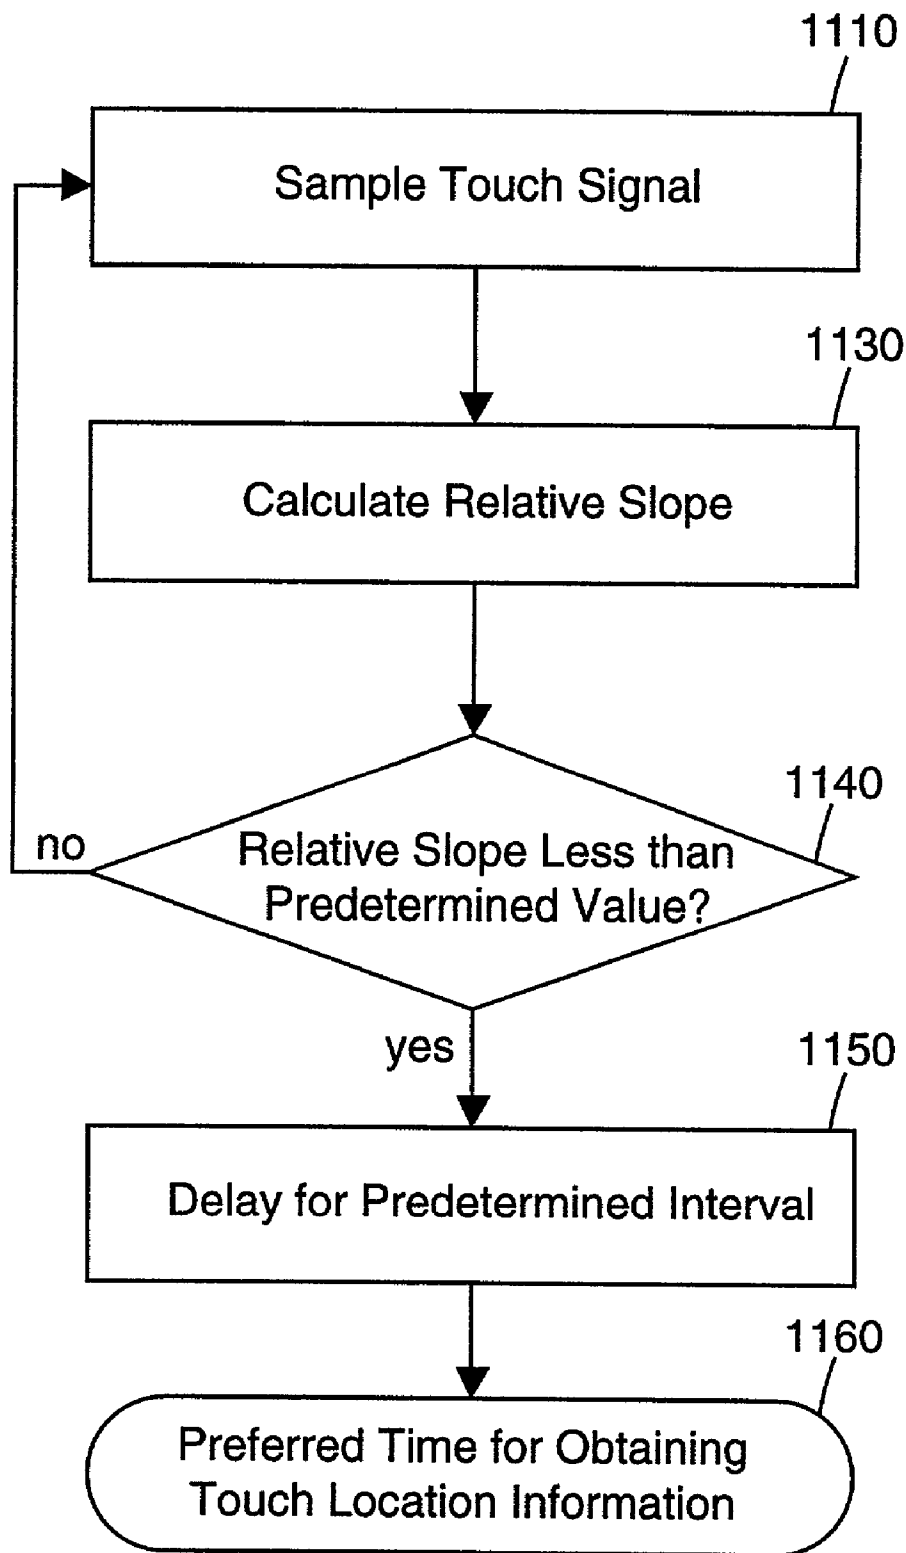 1110
Sample Touch Signal
1130
Calculate Relative Slope
1140
no
Relative Slope Less than
Predetermined Value?
yes
1150
Delay for Predetermined Interval
1160
Preferred Time for Obtaining
Touch Location Information